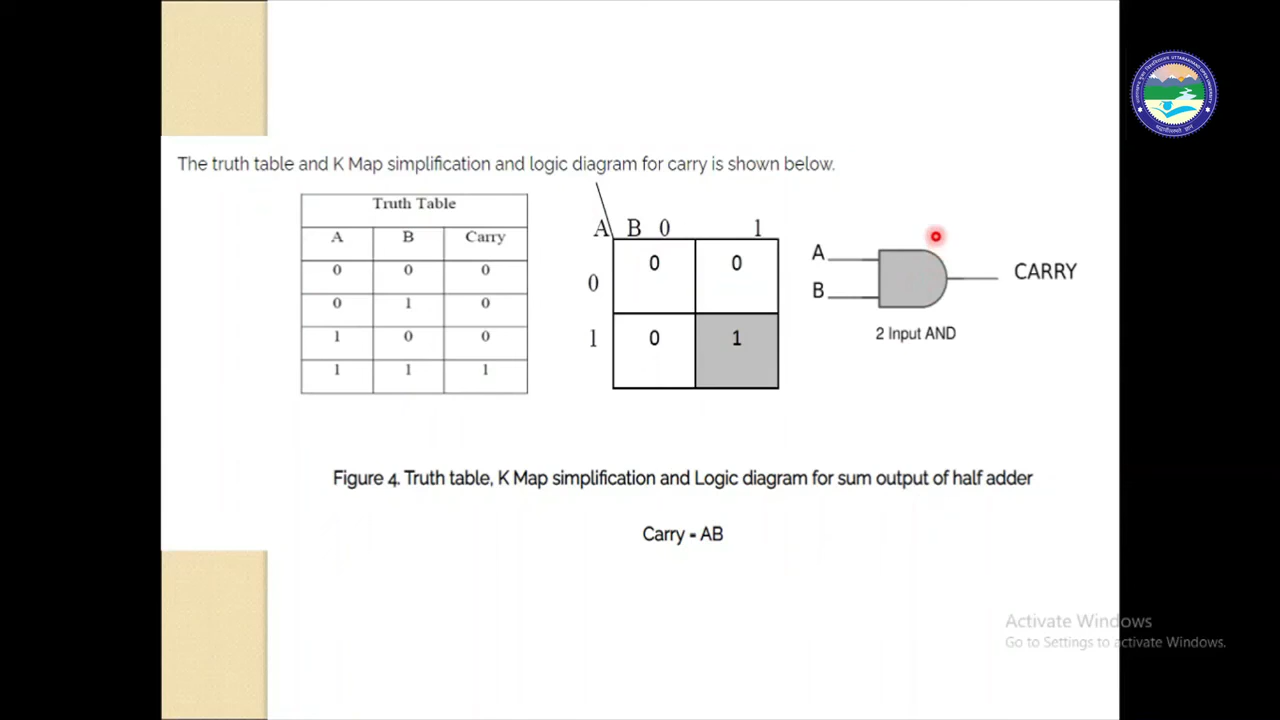 The truth table and K Map simplification and logic diagram for carry is shown below.
Truth Table
A B Carry
0 0 0
0 1 0
1 0 0
1 1 1
A B 0 1
0 0 0
1 0 1
A
B
CARRY
2 Input AND
Figure 4. Truth table, K Map simplification and Logic diagram for sum output of half adder
Carry = AB
Activate Windows
Go to Settings to activate Windows.